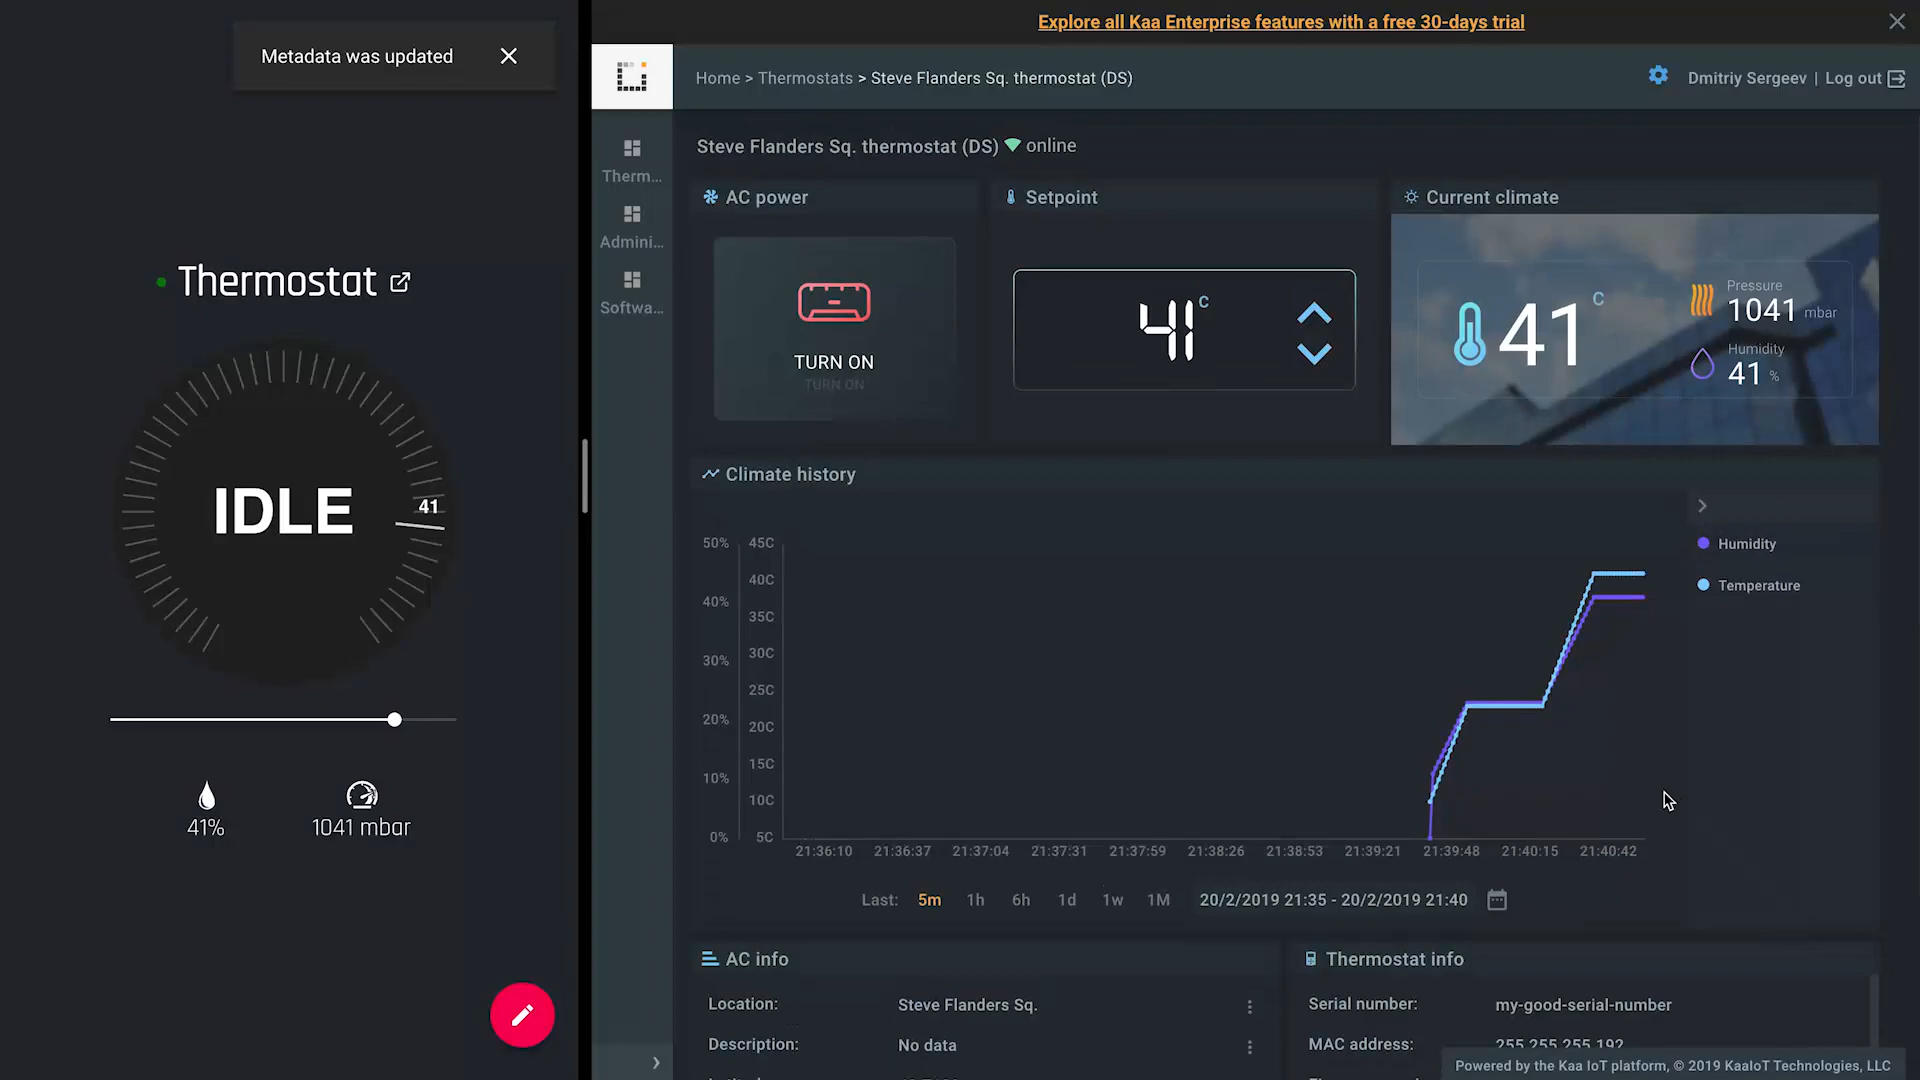 Explore all Kaa Enterprise features with a free 30-days trial
Metadata was updated
Home > Thermostats > Steve Flanders Sq. thermostat (DS)
Dmitriy Sergeev | Log out
Steve Flanders Sq. thermostat (DS) online
Therm...
Admini...
Softwa...
AC power
TURN ON
TURN ON
Setpoint
41 C
Current climate
41 C
Pressure
1041 mbar
Humidity
41 %
Thermostat
IDLE
41
41%
1041 mbar
Climate history
50% 45C
40C
40%
35C
30% 30C
25C
20% 20C
15C
10% 10C
0% 5C
21:36:10 21:36:37 21:37:04 21:37:31 21:37:59 21:38:26 21:38:53 21:39:21 21:39:48 21:40:15 21:40:42
Humidity
Temperature
Last: 5m 1h 6h 1d 1w 1M 20/2/2019 21:35 - 20/2/2019 21:40
AC info
Location: Steve Flanders Sq.
Description: No data
Thermostat info
Serial number: my-good-serial-number
MAC address: 255.255.255.192
Powered by the Kaa IoT platform, © 2019 KaaIoT Technologies, LLC